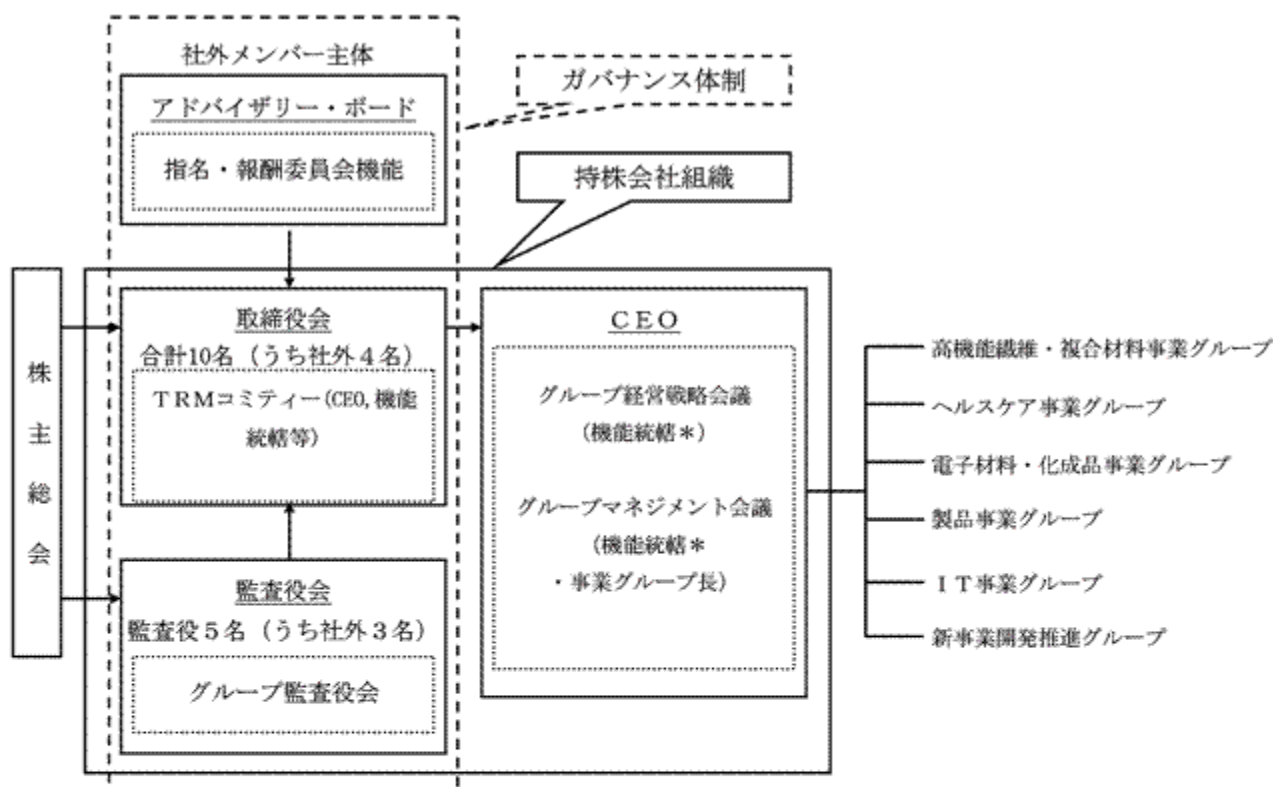 社外メンバー主体
アドバイザリー・ボード
指名・報酬委員会機能
ガバナンス体制
持株会社組織
株主総会
取締役会
合計10名(うち社外4名)
TRMコミティー(CEO,機能
統轄等)
監査役会
監査役5名(うち社外3名)
グループ監査役会
CEO
グループ経営戦略会議
(機能統轄*)
グループマネジメント会議
(機能統轄*
・事業グループ長)
高機能繊維・複合材料事業グループ
ヘルスケア事業グループ
電子材料・化成品事業グループ
製品事業グループ
IT事業グループ
新事業開発推進グループ